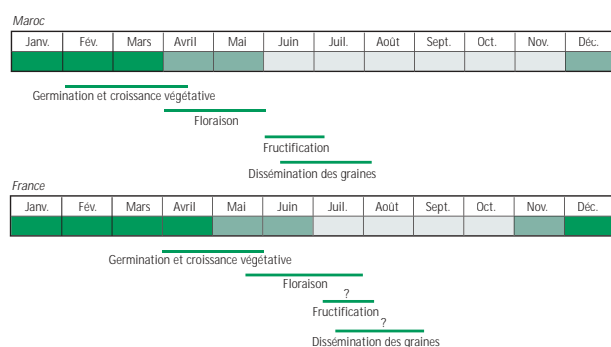 Maroc
Janv. Fév. Mars Avril Mai Juin Juil. Août Sept. Oct. Nov. Déc.
Germination et croissance végétative
Floraison
Fructification
Dissémination des graines
France
Janv. Fév. Mars Avril Mai Juin Juil. Août Sept. Oct. Nov. Déc.
Germination et croissance végétative
Floraison
?
Fructification
?
Dissémination des graines